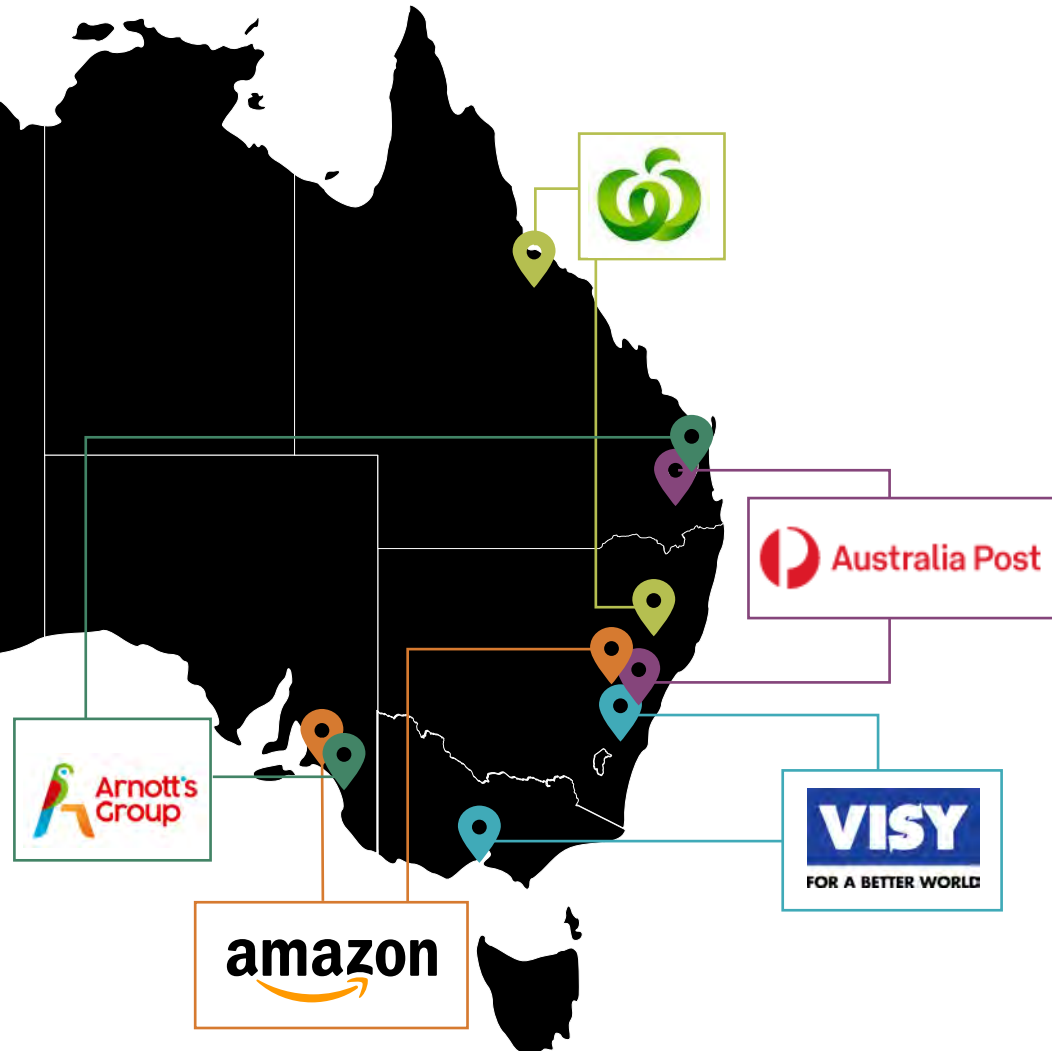 Australia Post
Arnott's
Group
VISY
FOR A BETTER WORLD
amazon